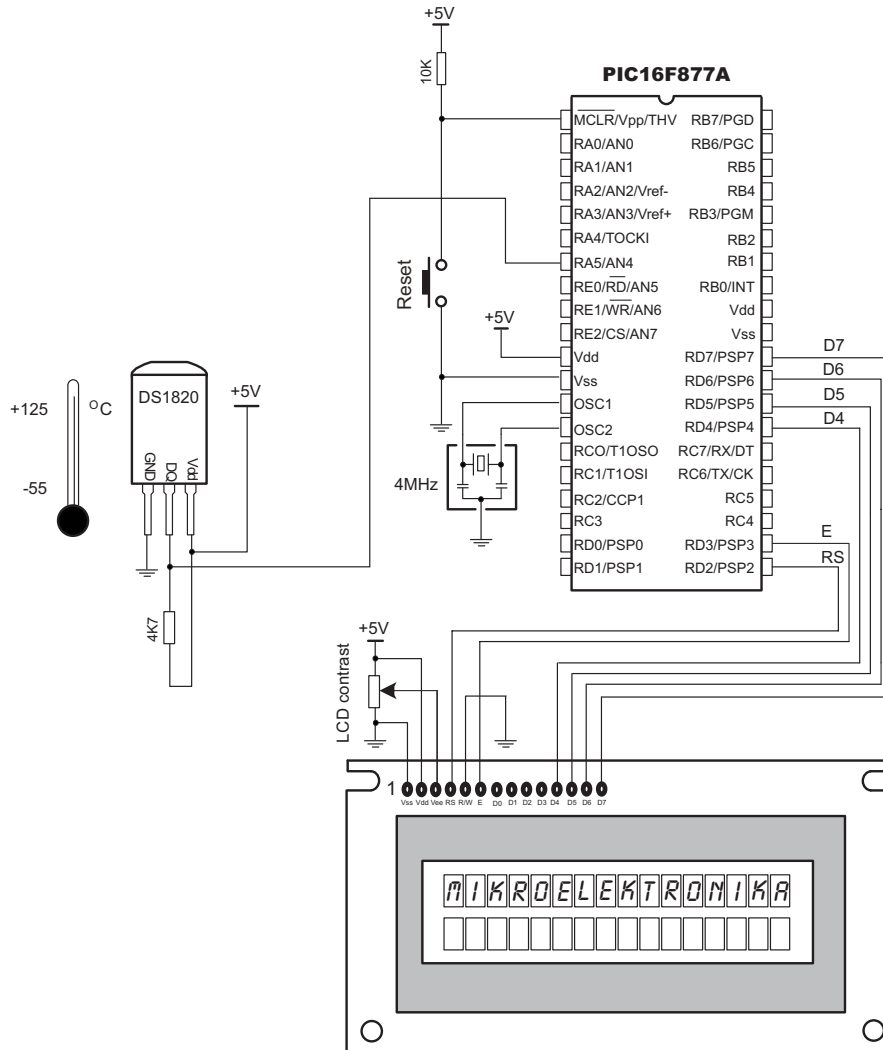 +5V
10K
PIC16F877A
MCLR/Vpp/THV RB7/PGD
RA0/AN0 RB6/PGC
RA1/AN1 RB5
RA2/AN2/Vref- RB4
RA3/AN3/Vref+ RB3/PGM
RA4/TOCKI RB2
RA5/AN4 RB1
RE0/RD/AN5 RB0/INT
RE1/WR/AN6 Vdd
RE2/CS/AN7 Vss
Vdd RD7/PSP7
Vss RD6/PSP6
OSC1 RD5/PSP5
OSC2 RD4/PSP4
RCO/T1OSO RC7/RX/DT
RC1/T1OSI RC6/TX/CK
RC2/CCP1 RC5
RC3 RC4
RD0/PSP0 RD3/PSP3
RD1/PSP1 RD2/PSP2
D7
D6
D5
D4
E
RS
Reset
+5V
4MHz
DS1820
GND
DQ
Vdd
+5V
+125 °C
-55
4K7
+5V
LCD contrast
1
Vss Vdd Vee RS R/W E D0 D1 D2 D3 D4 D5 D6 D7
MIKROELEKTRONIKA